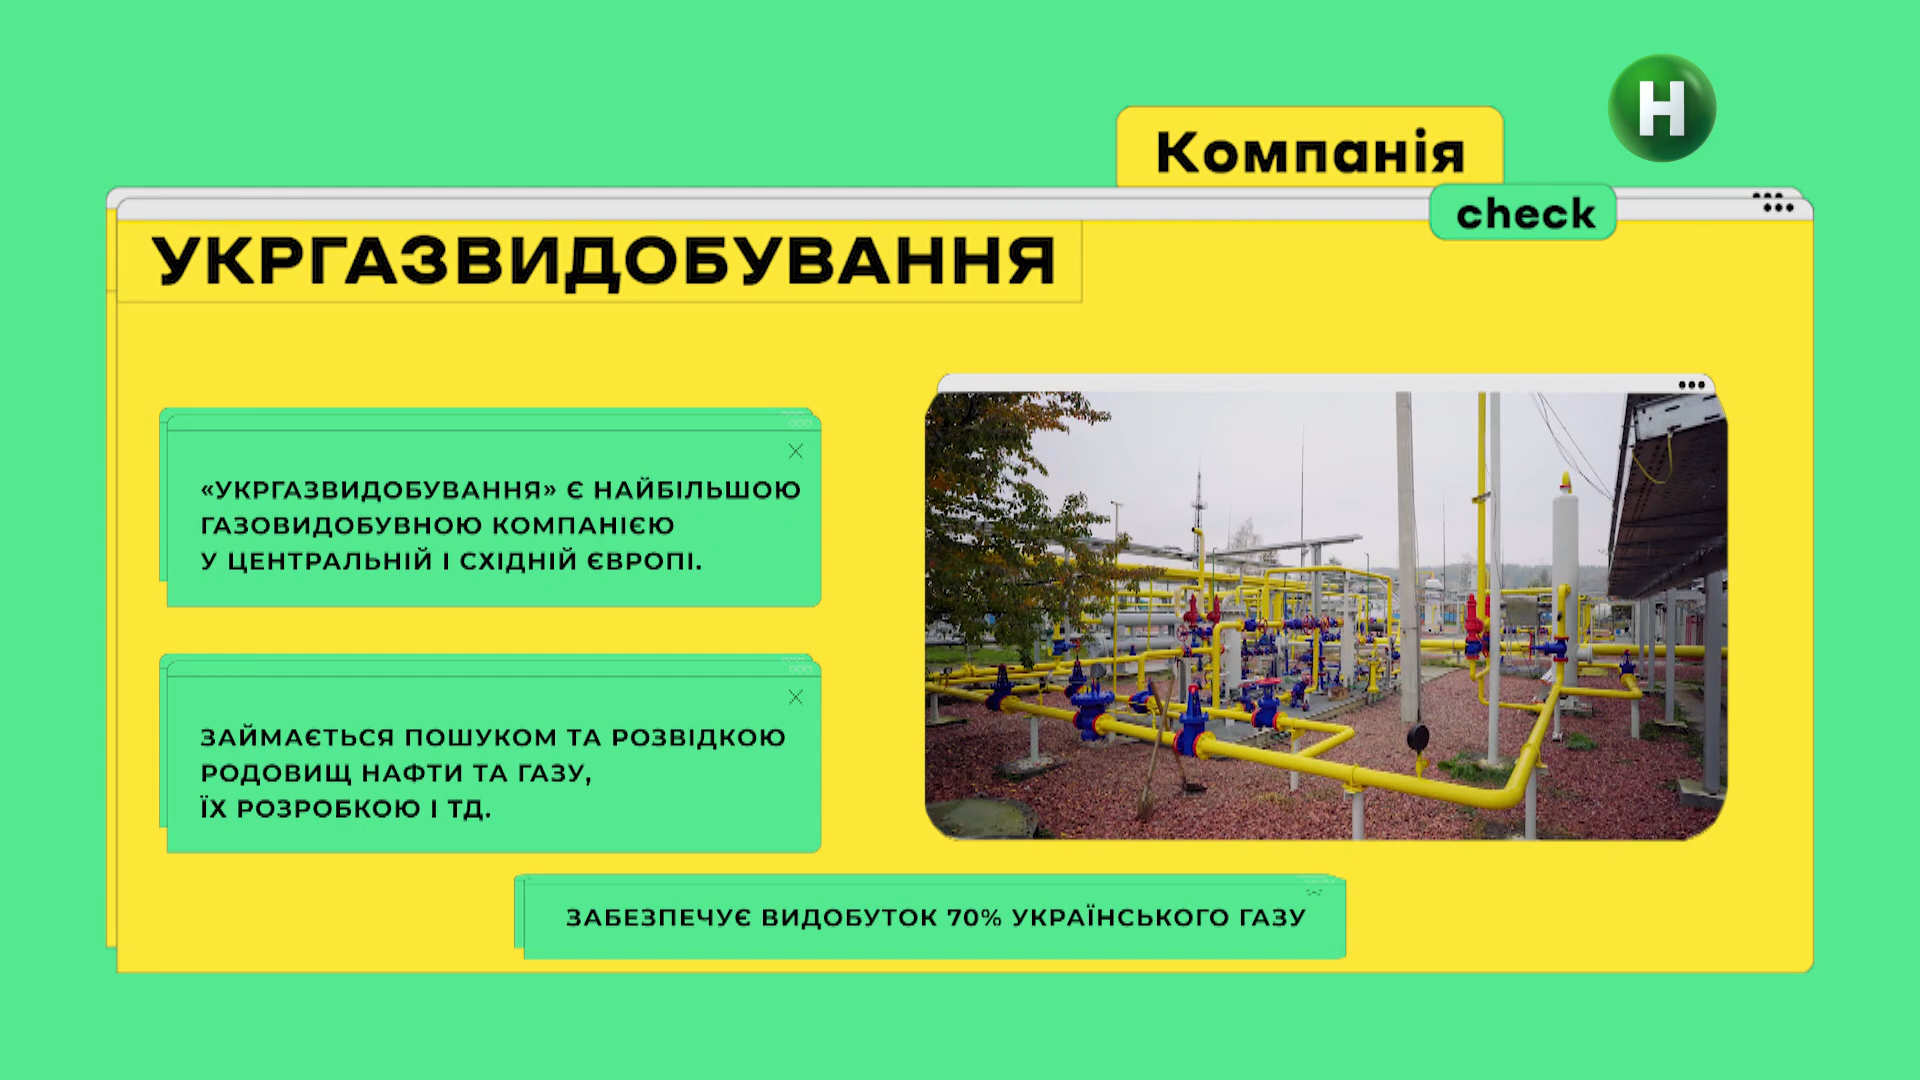 Н
Компанія
check
УКРГАЗВИДОБУВАННЯ
«УКРГАЗВИДОБУВАННЯ» Є НАЙБІЛЬШОЮ
ГАЗОВИДОБУВНОЮ КОМПАНІЄЮ
У ЦЕНТРАЛЬНІЙ І СХІДНІЙ ЄВРОПІ.
ЗАЙМАЄТЬСЯ ПОШУКОМ ТА РОЗВІДКОЮ
РОДОВИЩ НАФТИ ТА ГАЗУ,
ЇХ РОЗРОБКОЮ І ТД.
ЗАБЕЗПЕЧУЄ ВИДОБУТОК 70% УКРАЇНСЬКОГО ГАЗУ